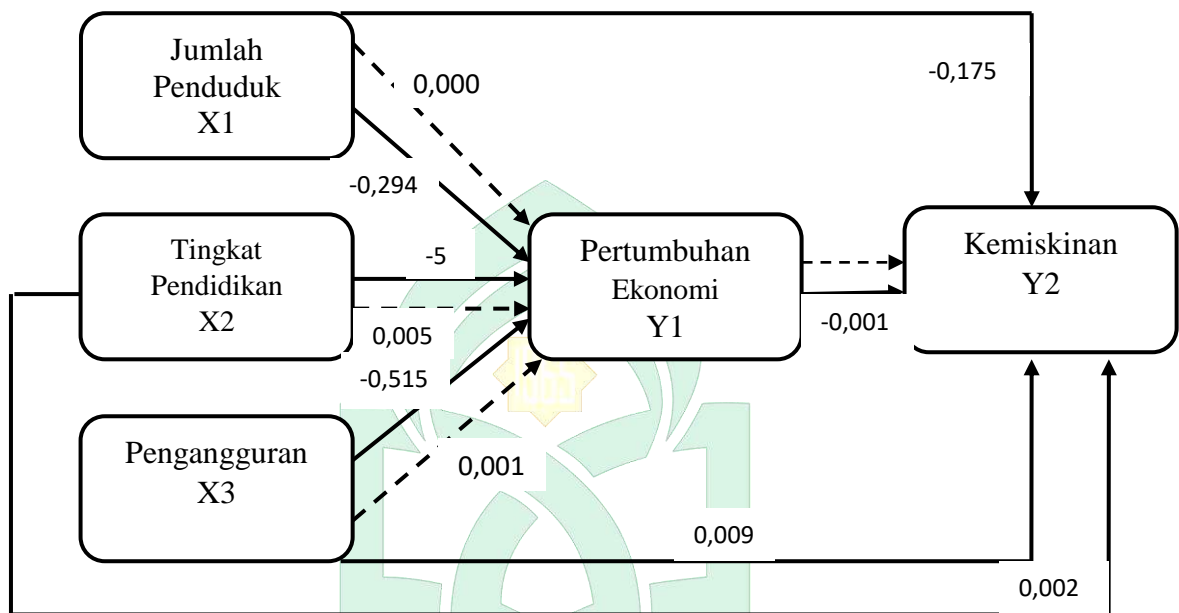 Jumlah
Penduduk
X1
0,000
-0,175
-0,294
Tingkat
Pendidikan
X2
-5
0,005
-0,515
Pertumbuhan
Ekonomi
Y1
-0,001
Kemiskinan
Y2
Pengangguran
X3
0,001
0,009
0,002